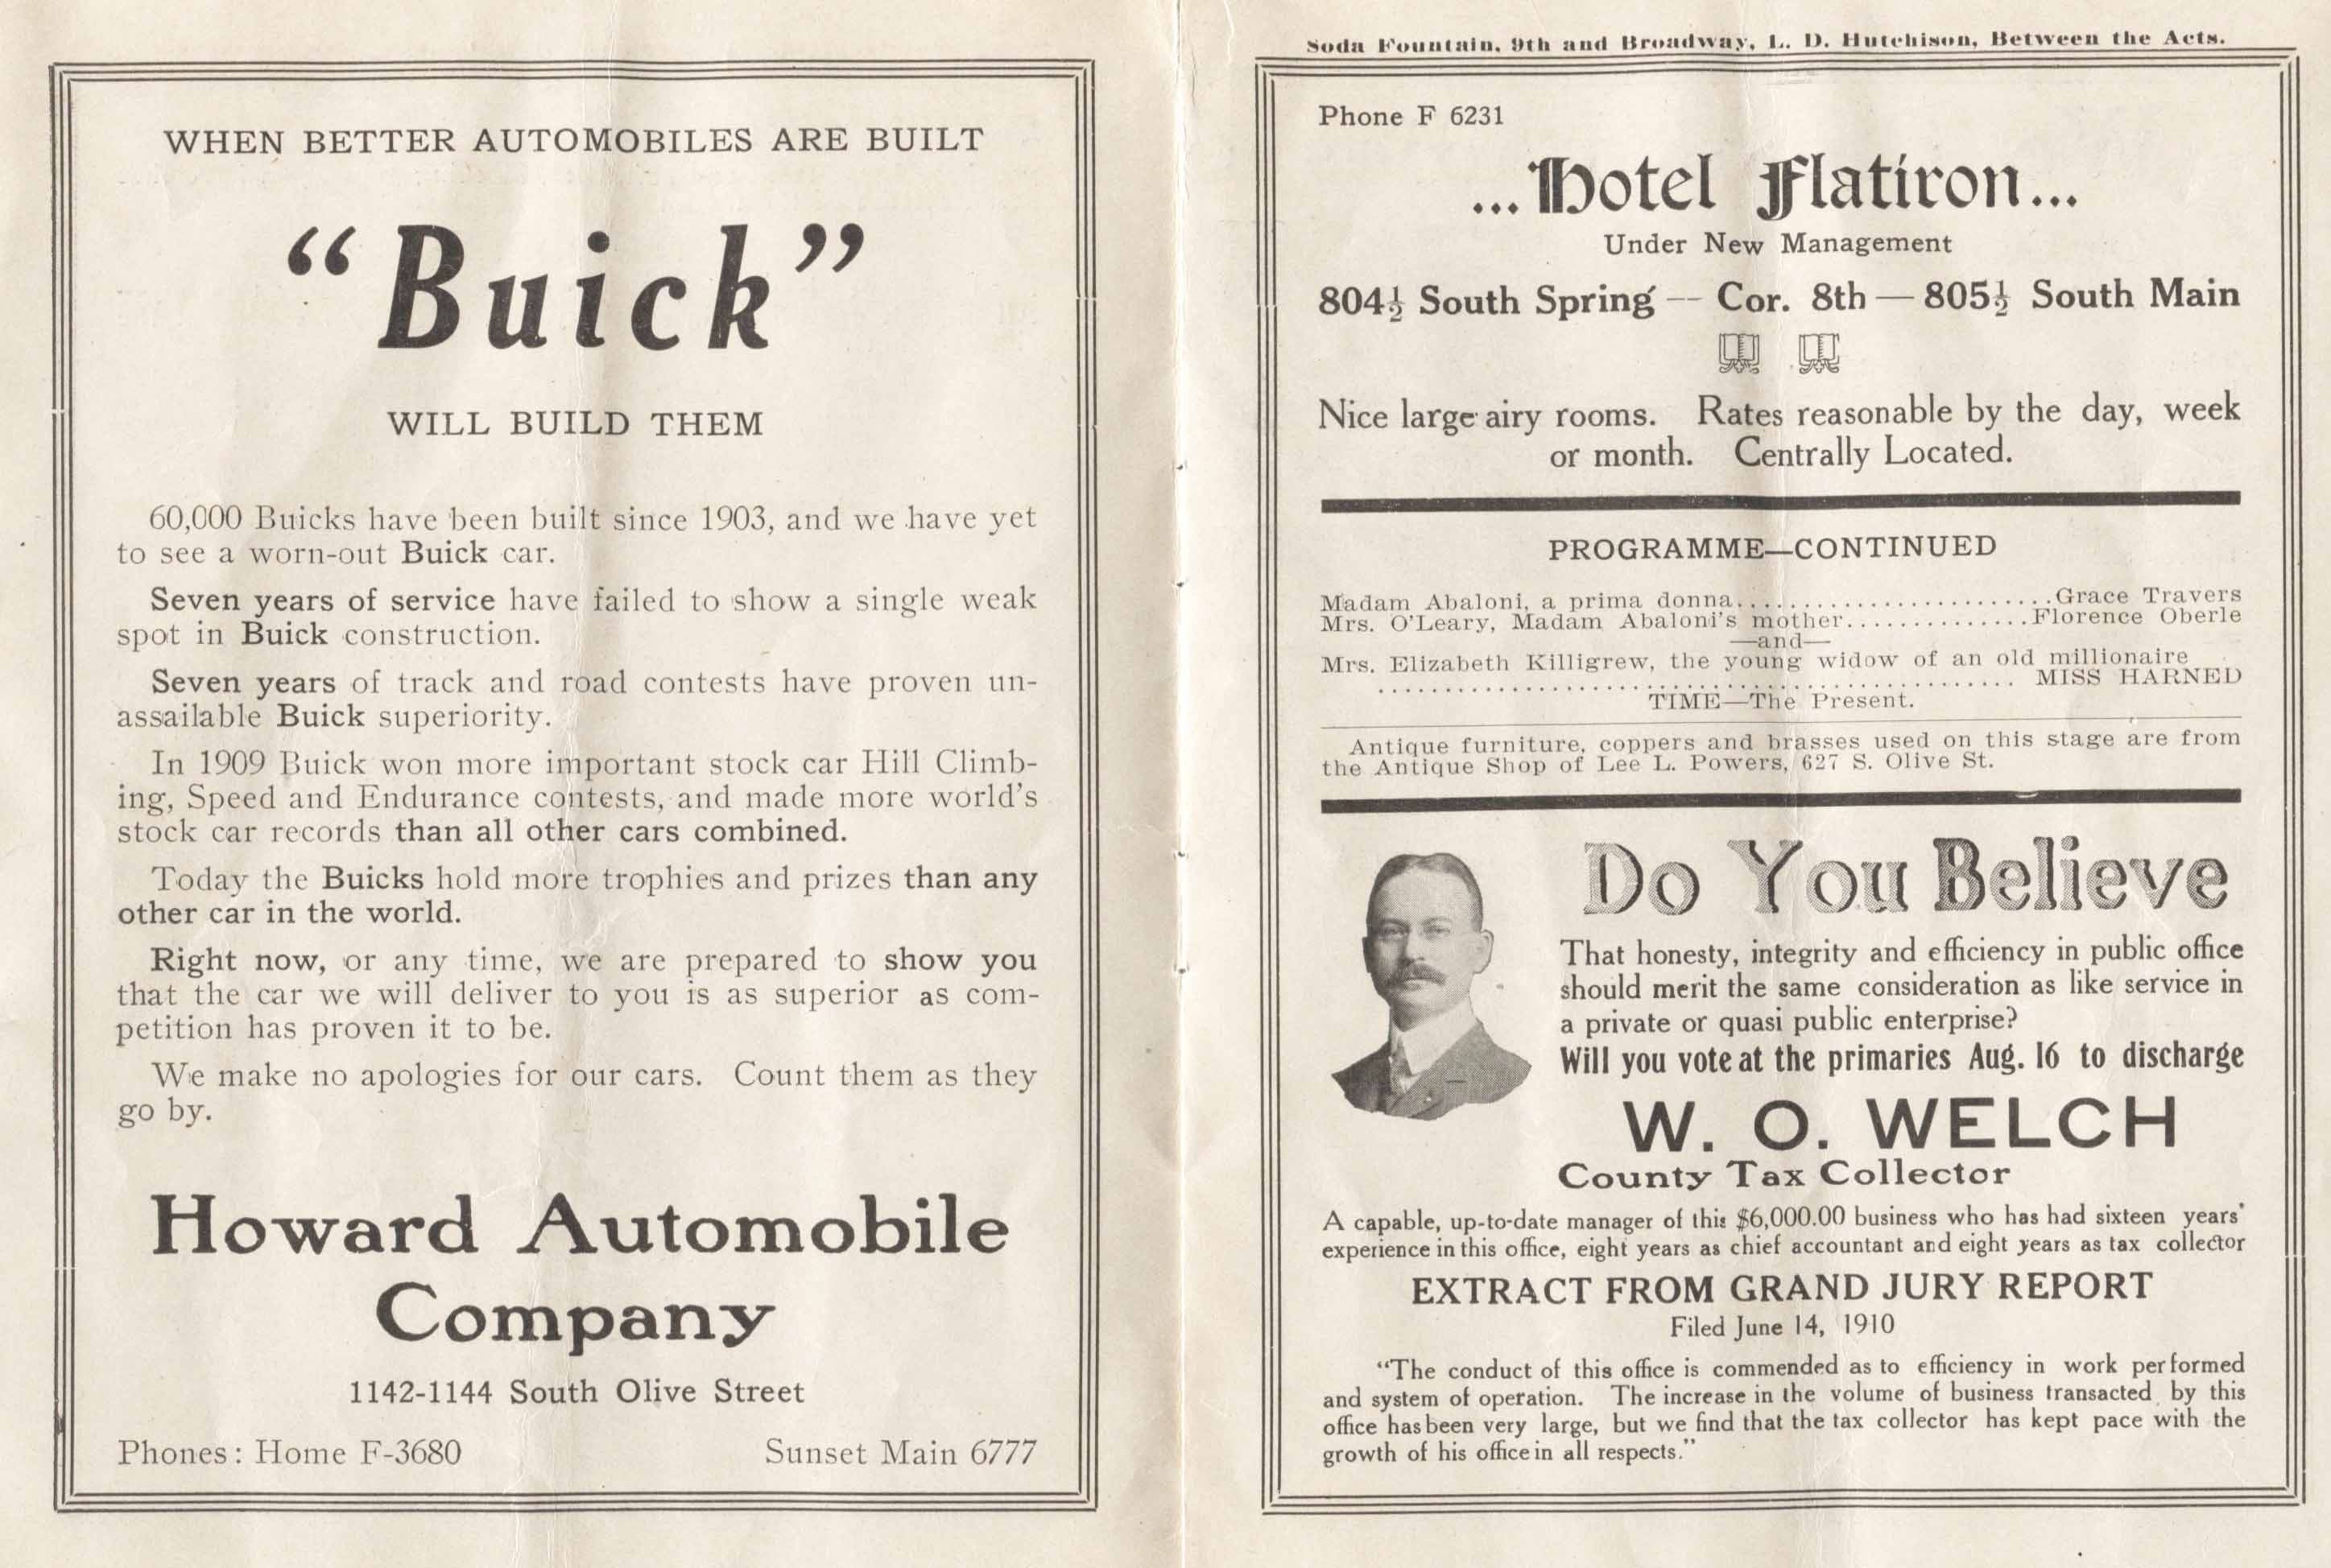 WHEN BETTER AUTOMOBILES ARE BUILT
“Buick”
WILL BUILD THEM
60,000 Buicks have been built since 1903, and we have yet
to see a worn-out Buick car.
Seven years of service have failed to show a single weak
spot in Buick construction.
Seven years of track and road contests have proven un-
assailable Buick superiority.
In 1909 Buick won more important stock car Hill Climb-
ing, Speed and Endurance contests, and made more world's
stock car records than all other cars combined.
Today the Buicks hold more trophies and prizes than any
other car in the world.
Right now, or any time, we are prepared to show you
that the car we will deliver to you is as superior as com-
petition has proven it to be.
We make no apologies for our cars. Count them as they
go by.
Howard Automobile
Company
1142-1144 South Olive Street
Phones: Home F-3680 Sunset Main 6777
Soda Fountain, 9th and Broadway, L. D. Hutchison, Between the Acts.
Phone F 6231
...Hotel Flatiron...
Under New Management
804½ South Spring -- Cor. 8th — 805½ South Main
Nice large airy rooms. Rates reasonable by the day, week
or month. Centrally Located.
PROGRAMME—CONTINUED
Madam Abaloni, a prima donna........................Grace Travers
Mrs. O'Leary, Madam Abaloni's mother..............Florence Oberle
—and—
Mrs. Elizabeth Killigrew, the young widow of an old millionaire
................................................ MISS HARNED
TIME—The Present.
Antique furniture, coppers and brasses used on this stage are from
the Antique Shop of Lee L. Powers, 627 S. Olive St.
Do You Believe
That honesty, integrity and efficiency in public office
should merit the same consideration as like service in
a private or quasi public enterprise?
Will you vote at the primaries Aug. 16 to discharge
W. O. WELCH
County Tax Collector
A capable, up-to-date manager of this $6,000.00 business who has had sixteen years'
experience in this office, eight years as chief accountant and eight years as tax collector
EXTRACT FROM GRAND JURY REPORT
Filed June 14, 1910
“The conduct of this office is commended as to efficiency in work performed
and system of operation. The increase in the volume of business transacted by this
office has been very large, but we find that the tax collector has kept pace with the
growth of his office in all respects.”